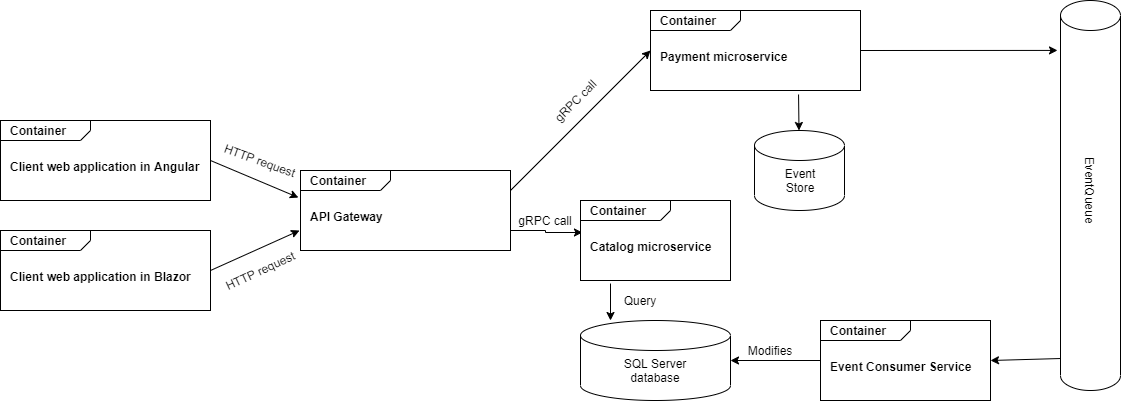 Container
Payment microservice
gRPC call
Container
Client web application in Angular
HTTP request
Container
API Gateway
Event
Store
EventQueue
gRPC call
Container
Catalog microservice
Container
Client web application in Blazor
HTTP request
Query
SQL Server
database
Modifies
Container
Event Consumer Service